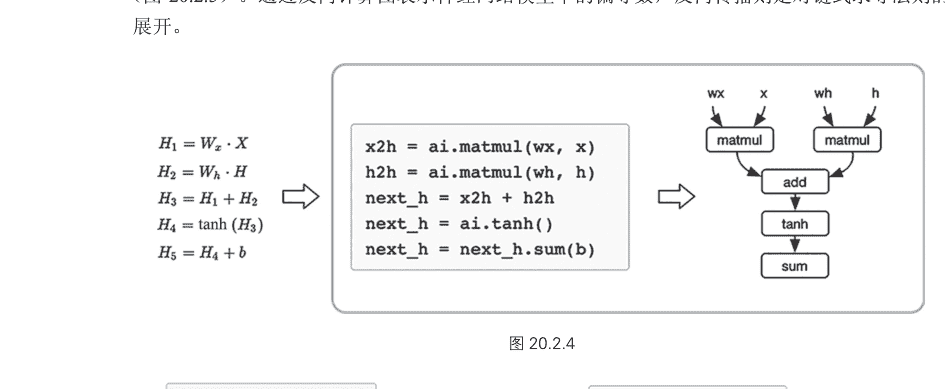 展开。
H₁ = Wₓ · X
H₂ = Wₕ · H
H₃ = H₁ + H₂
H₄ = tanh (H₃)
H₅ = H₄ + b
x2h = ai.matmul(wx, x)
h2h = ai.matmul(wh, h)
next_h = x2h + h2h
next_h = ai.tanh()
next_h = next_h.sum(b)
wx x wh h
matmul matmul
add
tanh
sum
图 20.2.4